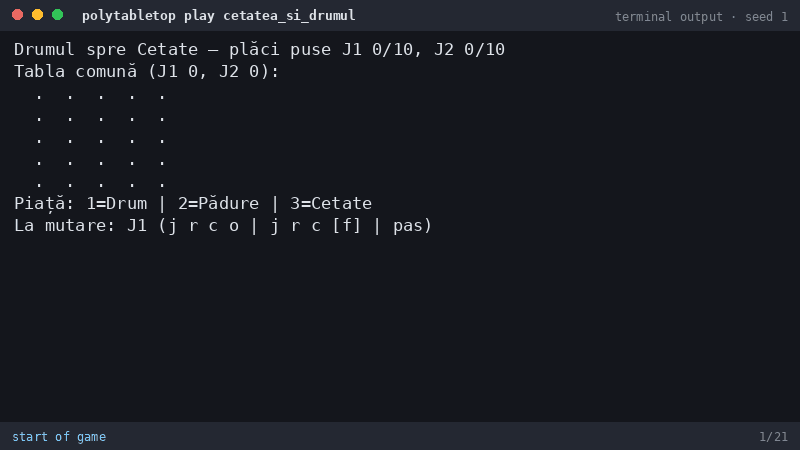 polytabletop play cetatea_si_drumul
terminal output · seed 1
Drumul spre Cetate — plăci puse J1 0/10, J2 0/10
Tabla comună (J1 0, J2 0):
. . . . .
. . . . .
. . . . .
. . . . .
. . . . .
Piață: 1=Drum | 2=Pădure | 3=Cetate
La mutare: J1 (j r c o | j r c [f] | pas)
start of game
1/21